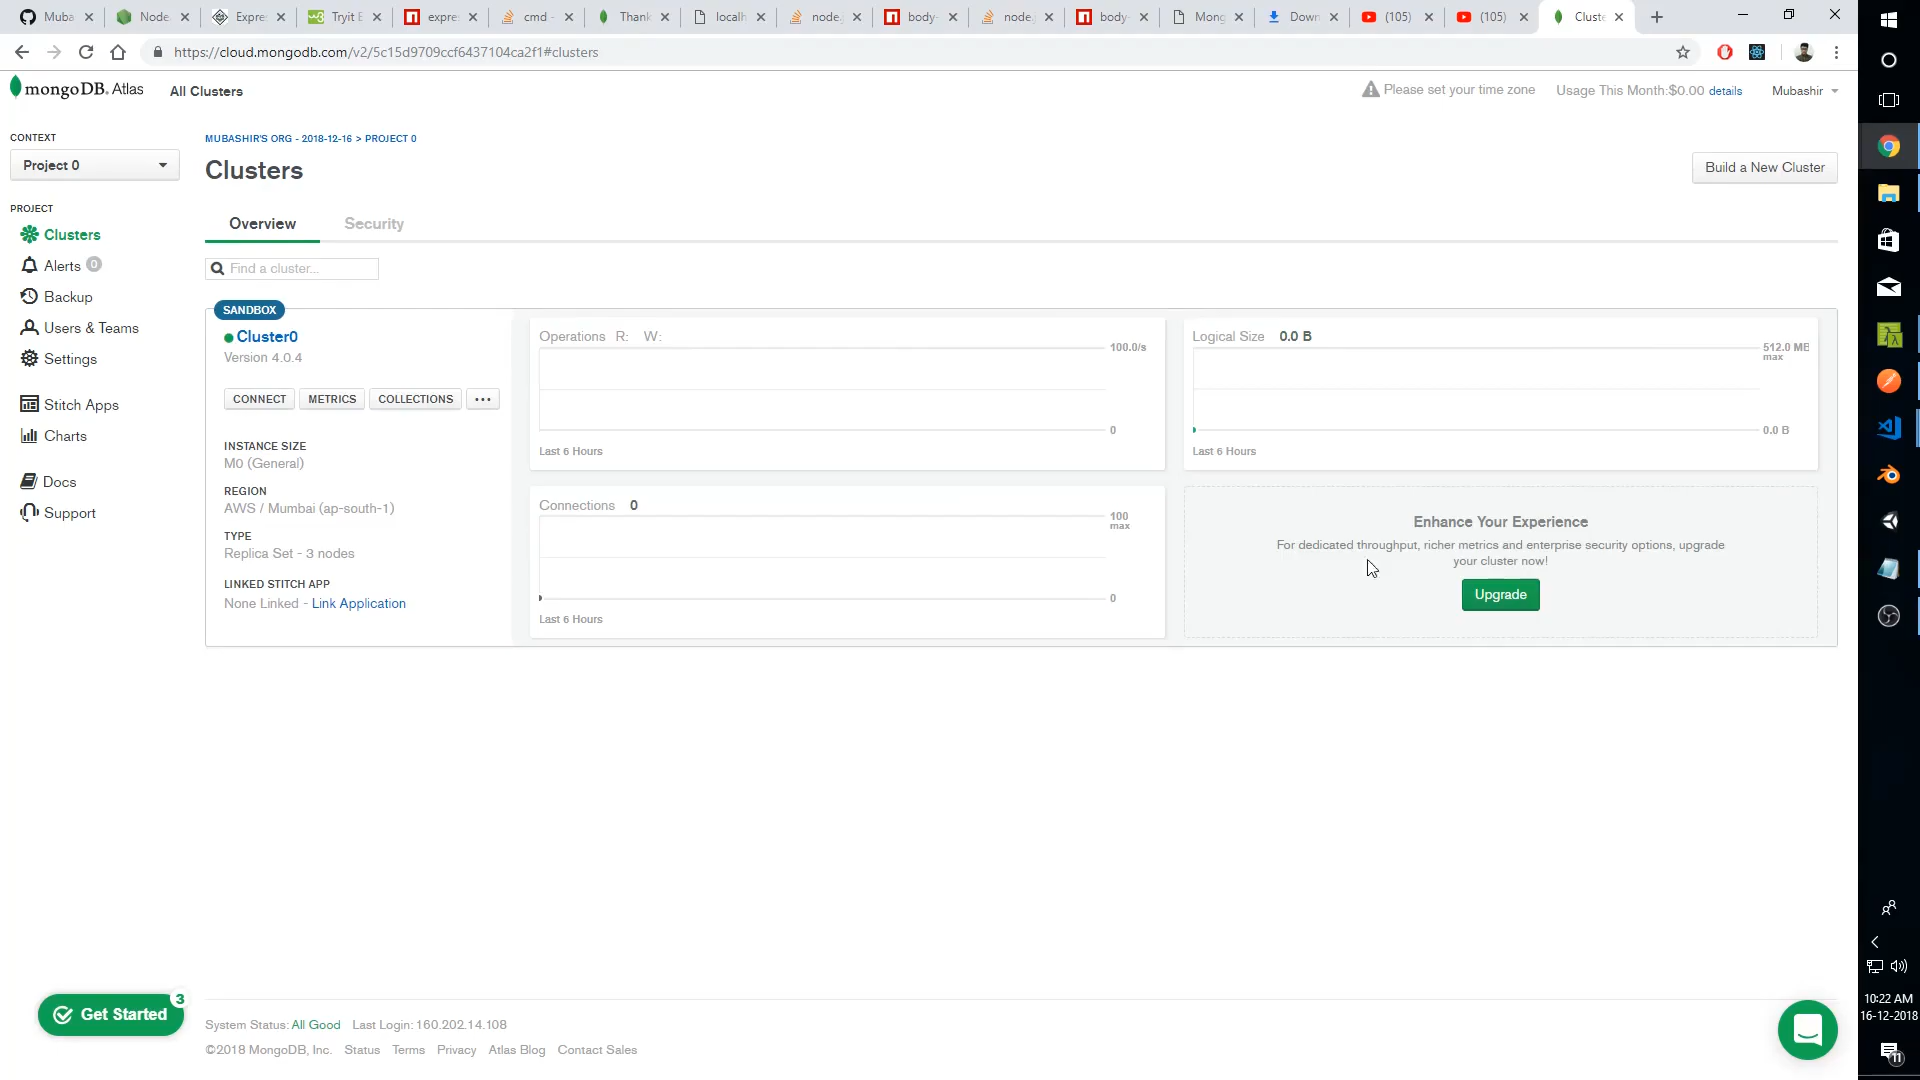 Muba
Node.
Expre
Tryit E
expre
cmd -
Thank
localh
node.j
body-
node.j
body-
Mong
Down
(105)
(105)
Cluste
https://cloud.mongodb.com/v2/5c15d9709ccf6437104ca2f1#clusters
mongoDB. Atlas
All Clusters
Please set your time zone
Usage This Month:$0.00 details
Mubashir
CONTEXT
Project 0
PROJECT
Clusters
Alerts 0
Backup
Users & Teams
Settings
Stitch Apps
Charts
Docs
Support
MUBASHIR'S ORG - 2018-12-16 > PROJECT 0
Clusters
Build a New Cluster
Overview
Security
Find a cluster...
SANDBOX
Cluster0
Version 4.0.4
CONNECT
METRICS
COLLECTIONS
...
INSTANCE SIZE
M0 (General)
REGION
AWS / Mumbai (ap-south-1)
TYPE
Replica Set - 3 nodes
LINKED STITCH APP
None Linked - Link Application
Operations R: W:
100.0/s
0
Last 6 Hours
Logical Size 0.0 B
512.0 MB
max
0.0 B
Last 6 Hours
Connections 0
100
max
0
Last 6 Hours
Enhance Your Experience
For dedicated throughput, richer metrics and enterprise security options, upgrade
your cluster now!
Upgrade
Get Started
3
System Status: All Good Last Login: 160.202.14.108
©2018 MongoDB, Inc. Status Terms Privacy Atlas Blog Contact Sales
10:22 AM
16-12-2018
11